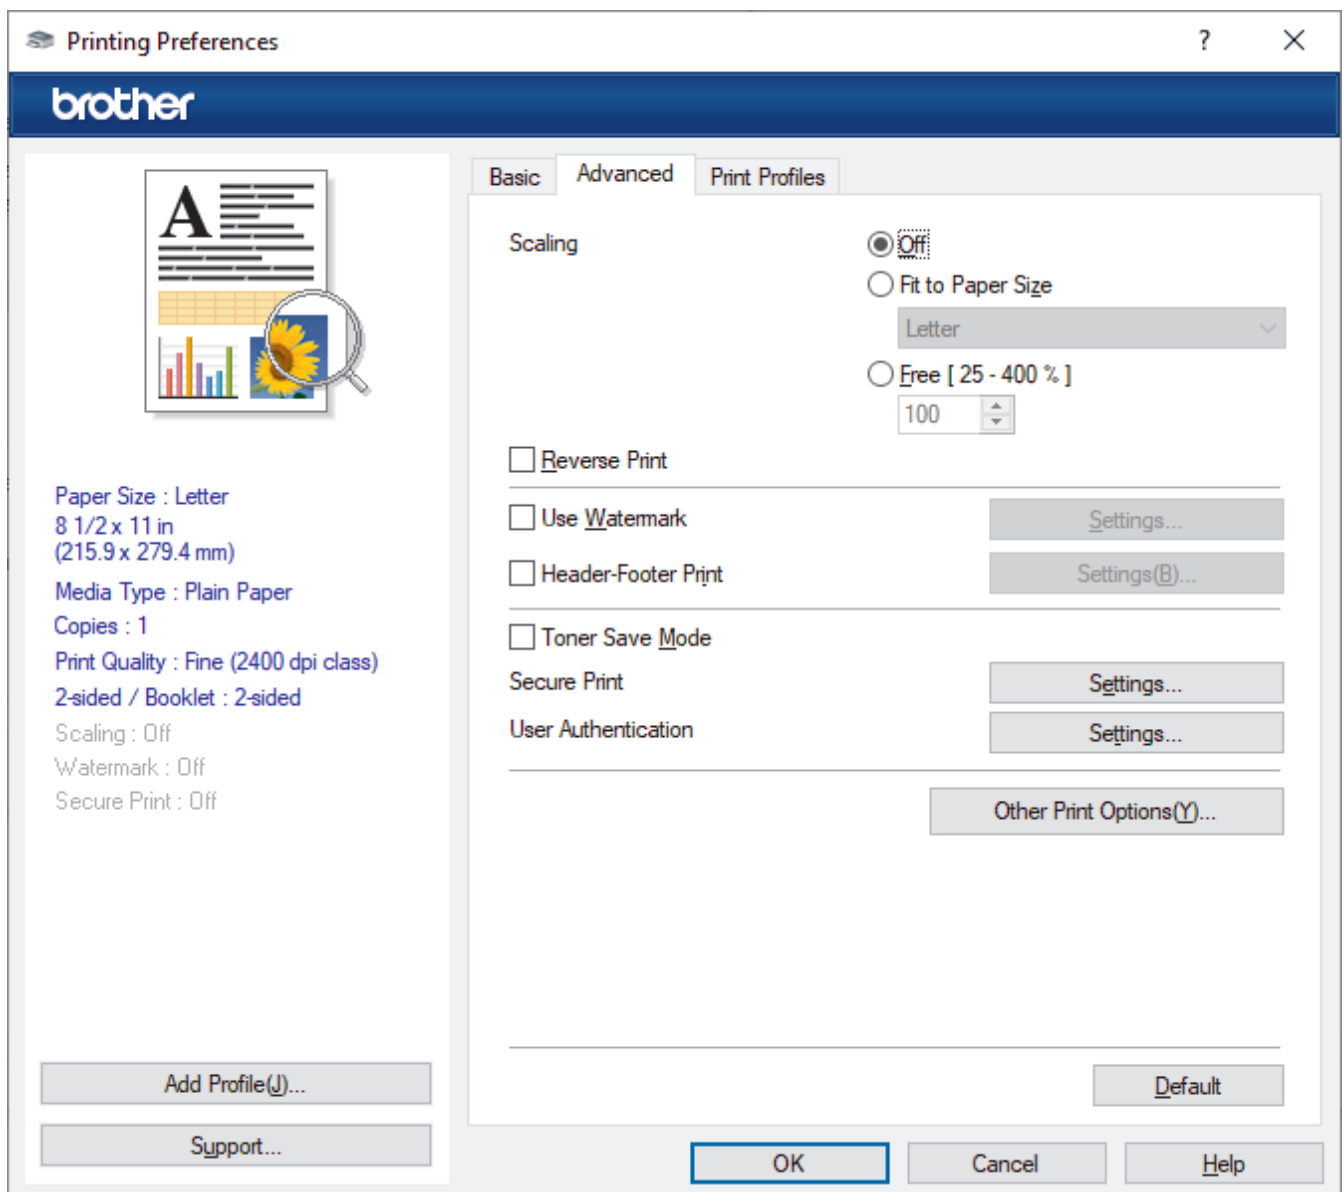 Printing Preferences
?
brother
Basic
Advanced
Print Profiles
A
Scaling
Off
Fit to Paper Size
Letter
Free [ 25 - 400 % ]
100
Reverse Print
Use Watermark
Settings...
Header-Footer Print
Settings(B)...
Toner Save Mode
Secure Print
Settings...
User Authentication
Settings...
Other Print Options(Y)...
Default
Paper Size : Letter
8 1/2 x 11 in
(215.9 x 279.4 mm)
Media Type : Plain Paper
Copies : 1
Print Quality : Fine (2400 dpi class)
2-sided / Booklet : 2-sided
Scaling : Off
Watermark : Off
Secure Print : Off
Add Profile(J)...
Support...
OK
Cancel
Help